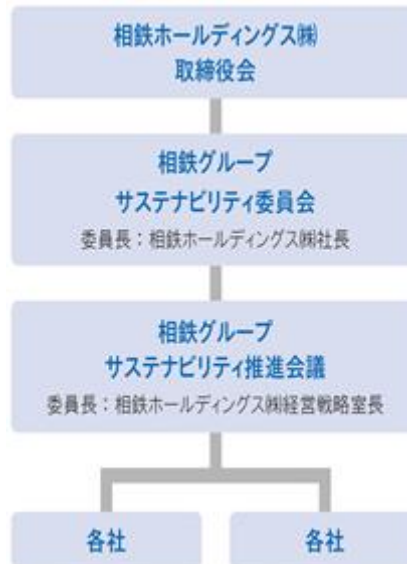 相鉄ホールディングス㈱
取締役会
相鉄グループ
サステナビリティ委員会
委員長：相鉄ホールディングス㈱社長
相鉄グループ
サステナビリティ推進会議
委員長：相鉄ホールディングス㈱経営戦略室長
各社
各社